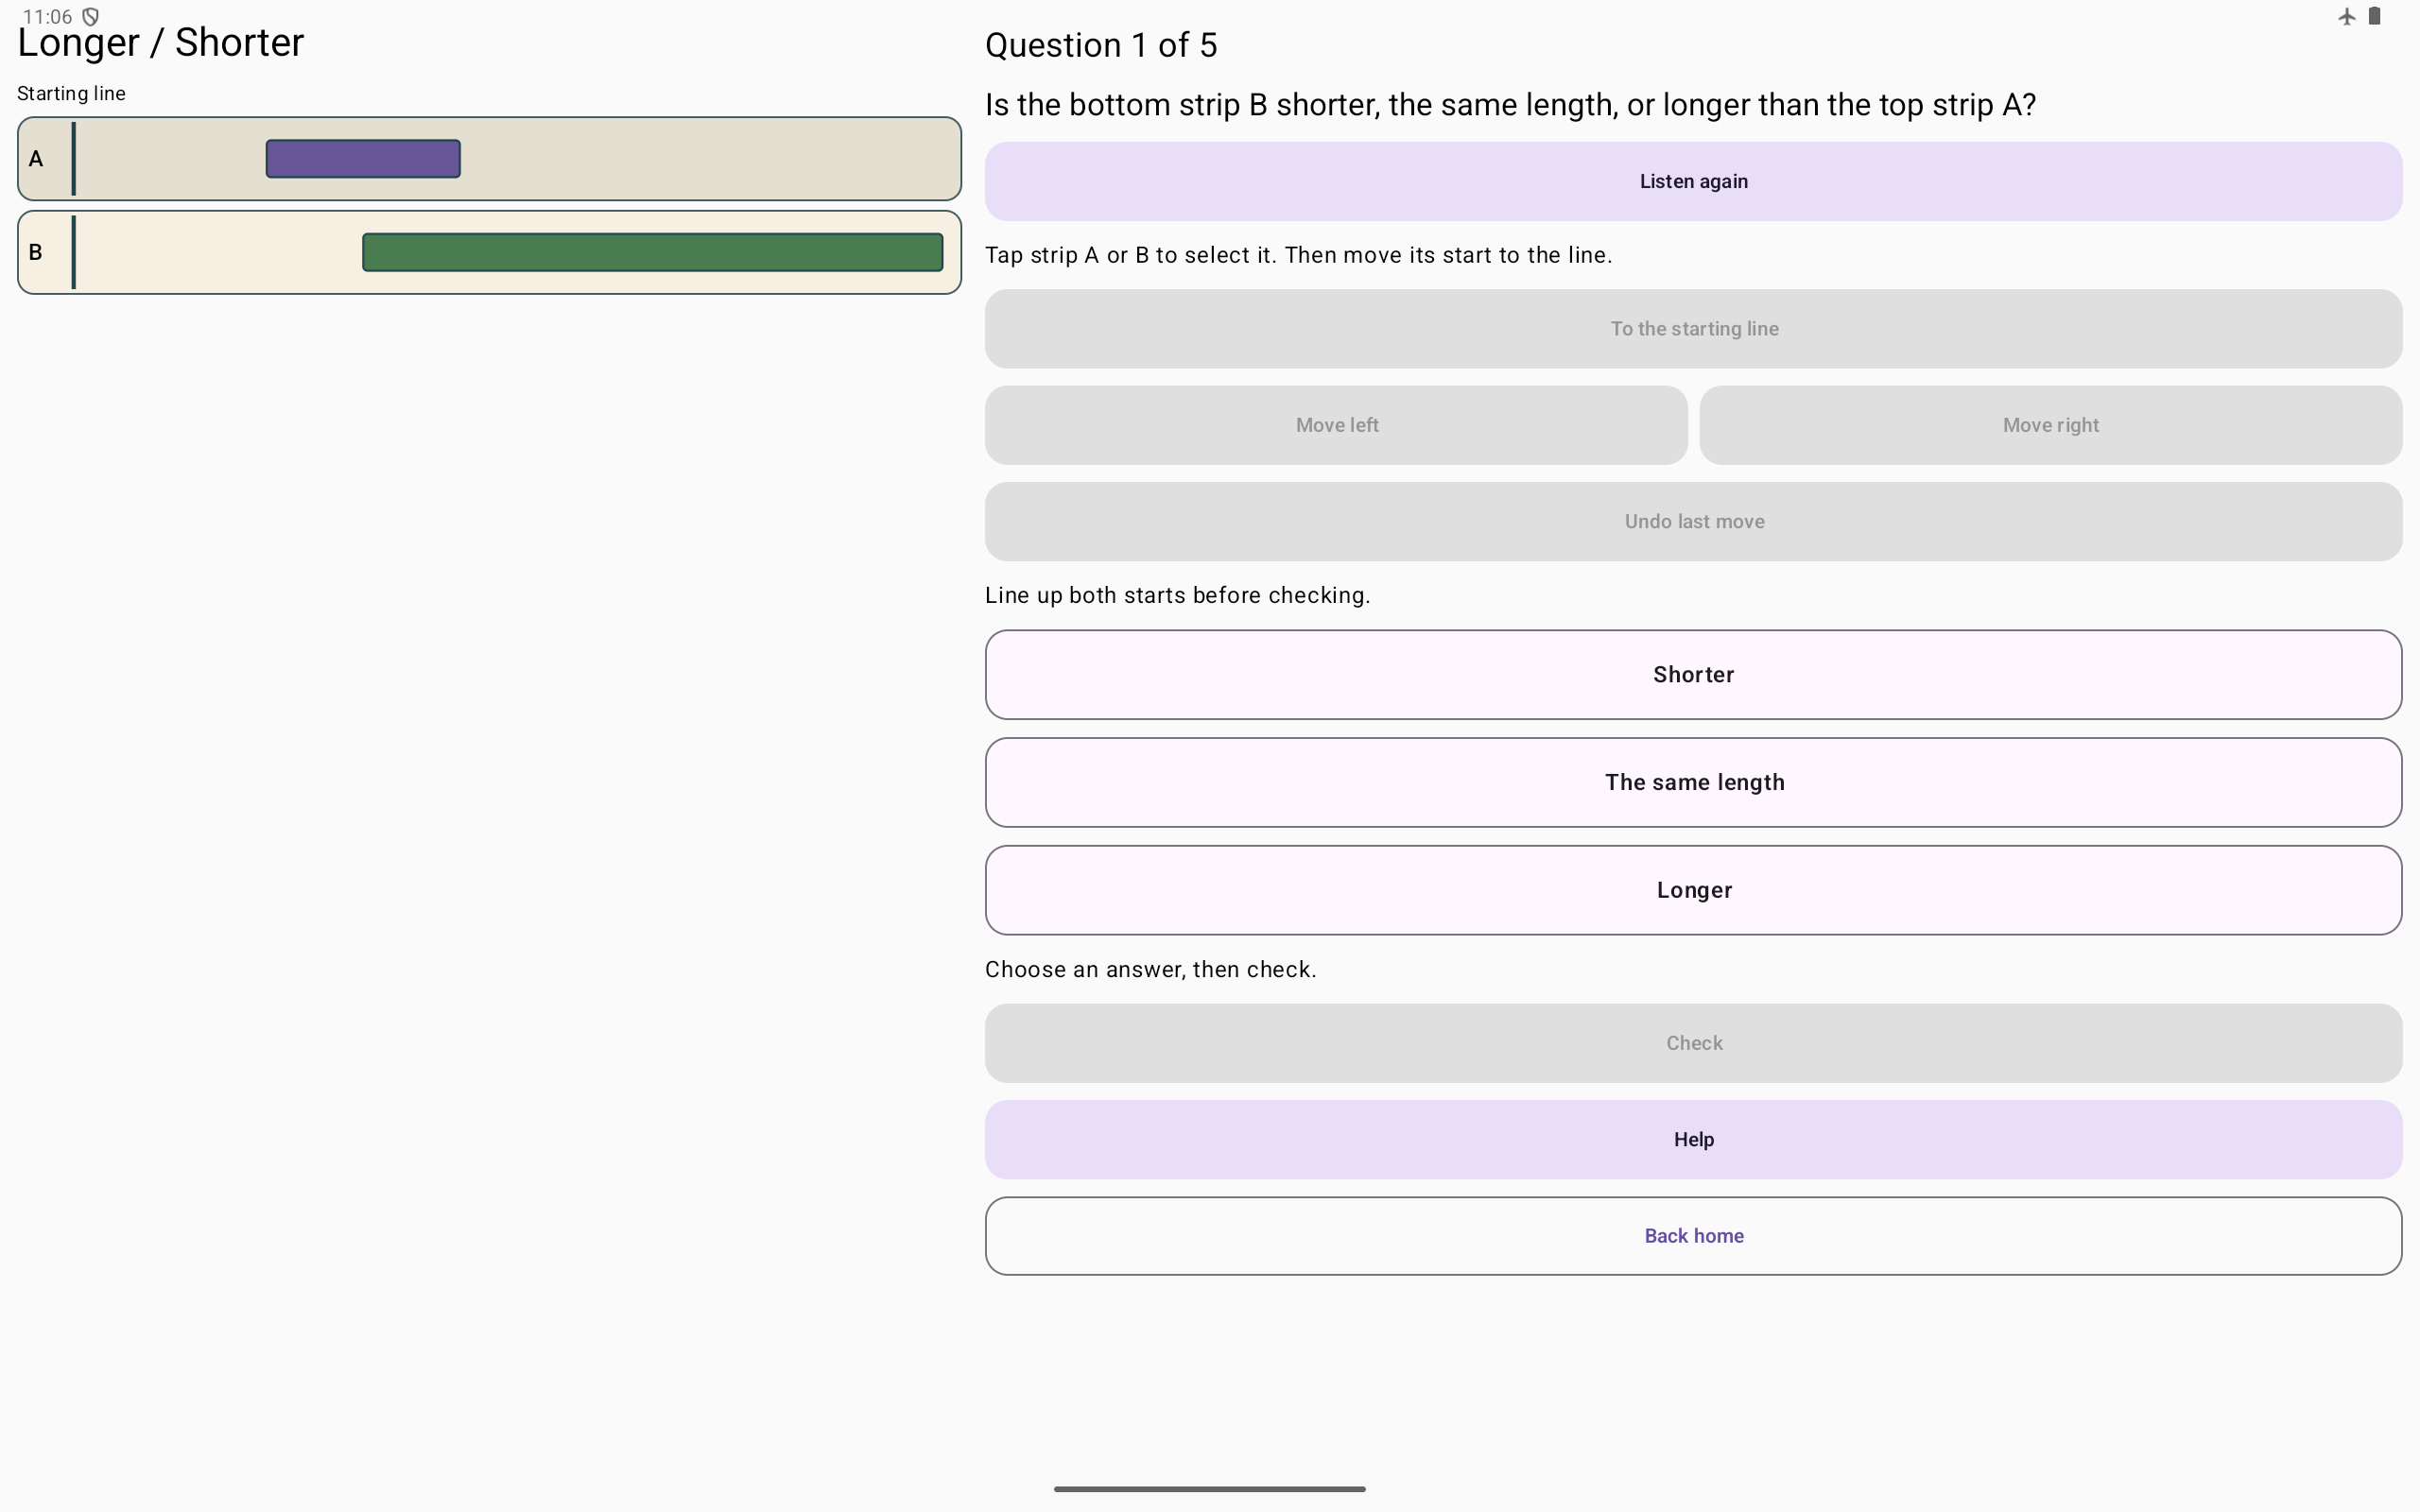 11:06
Longer / Shorter
Starting line
A
B
Question 1 of 5
Is the bottom strip B shorter, the same length, or longer than the top strip A?
Listen again
Tap strip A or B to select it. Then move its start to the line.
To the starting line
Move left
Move right
Undo last move
Line up both starts before checking.
Shorter
The same length
Longer
Choose an answer, then check.
Check
Help
Back home